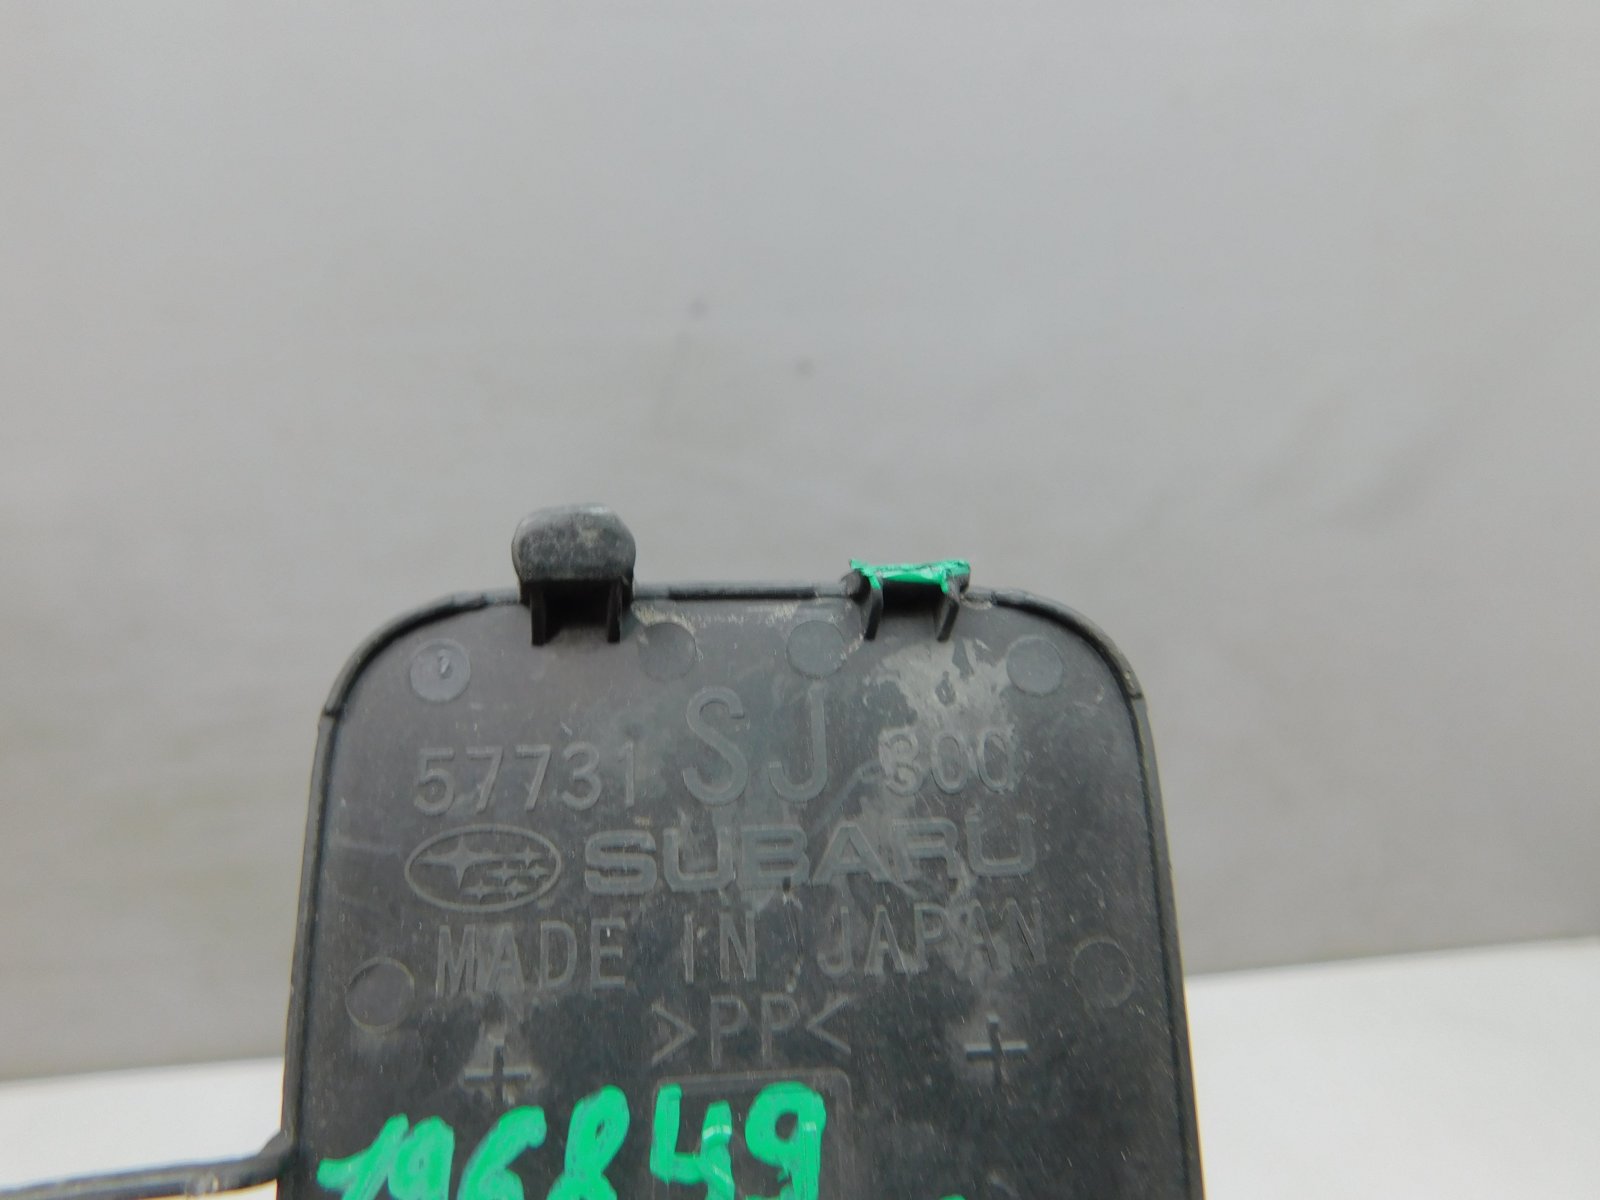 57731 SJ 300
SUBARU
MADE IN JAPAN
>PP<
196849